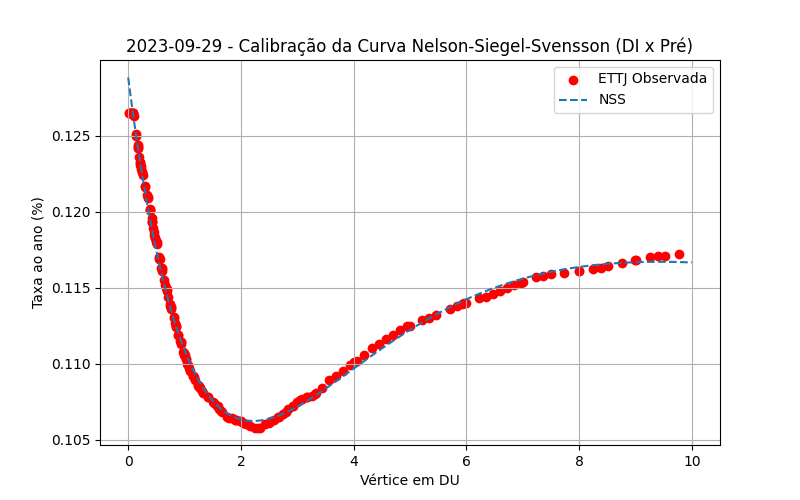 2023-09-29 - Calibração da Curva Nelson-Siegel-Svensson (DI x Pré)
ETTJ Observada
NSS
Taxa ao ano (%)
0.125
0.120
0.115
0.110
0.105
0
2
4
6
8
10
Vértice em DU